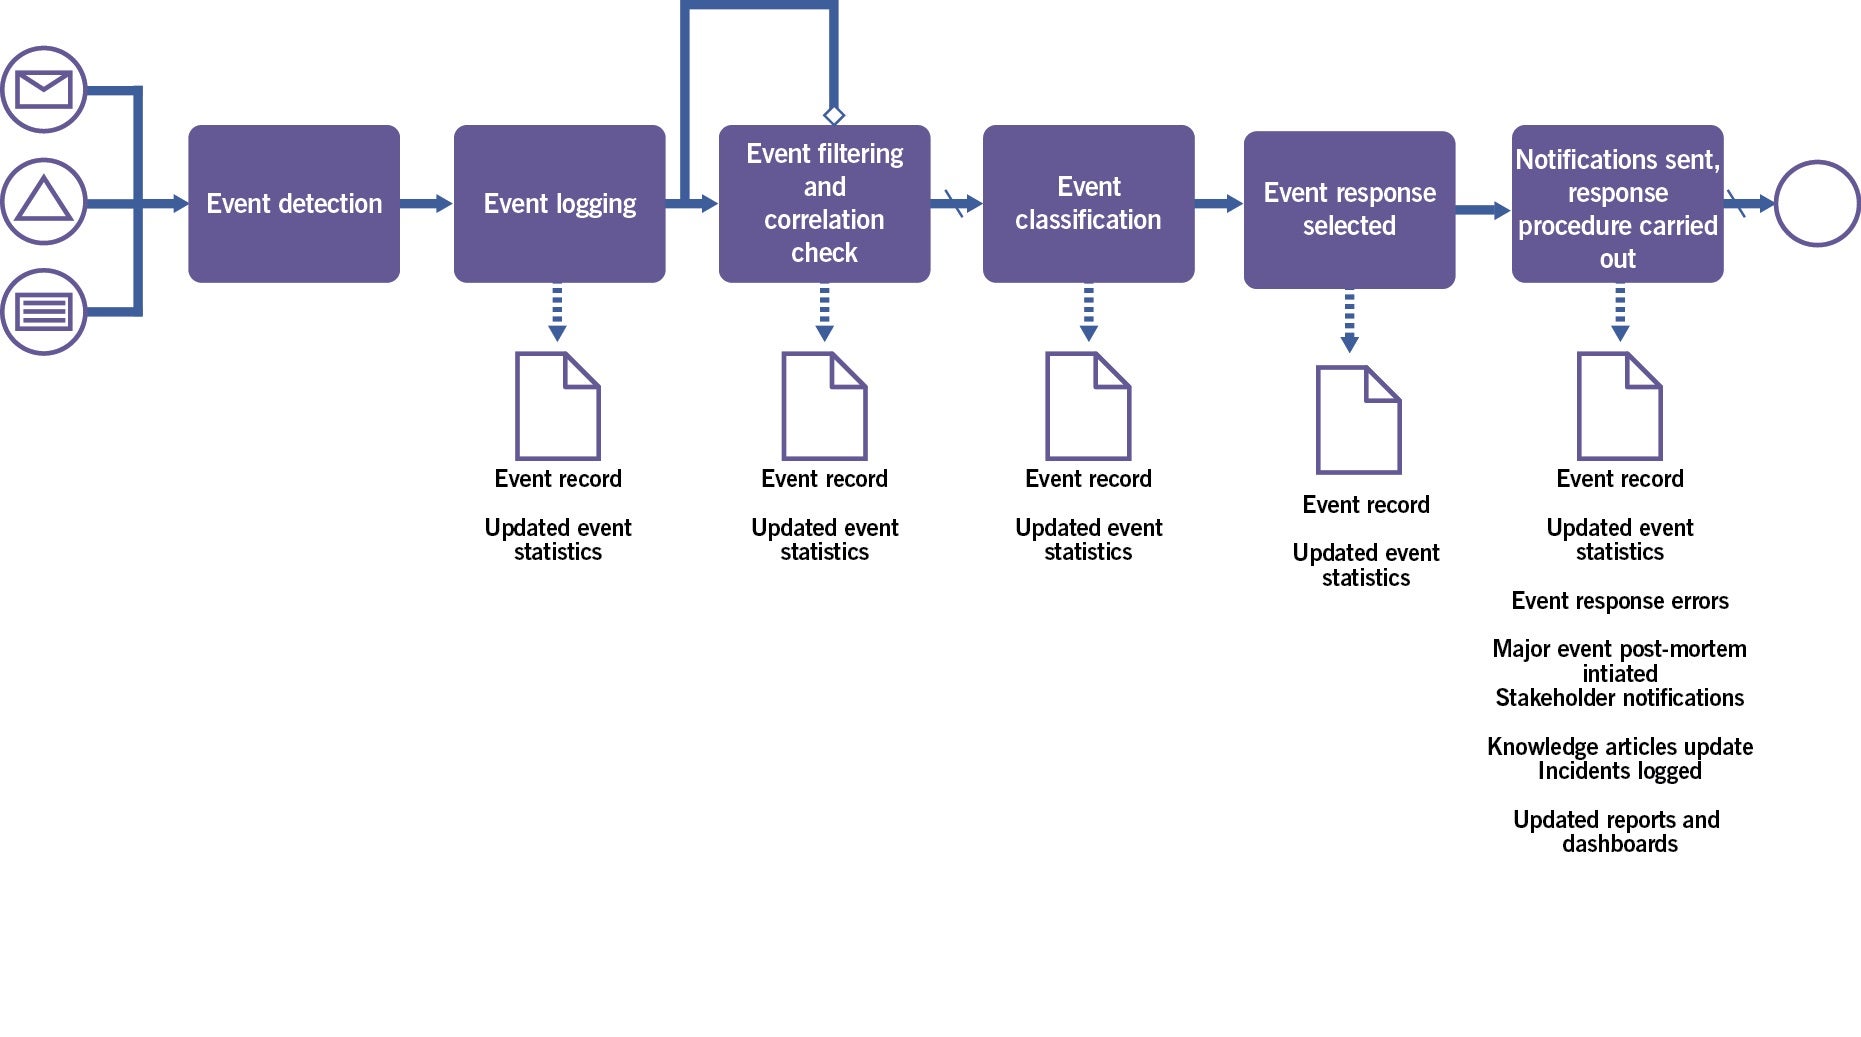 Event detection
Event logging
Event filtering
and
correlation
check
Event
classification
Event response
selected
Notifications sent,
response
procedure carried
out
Event record
Updated event
statistics
Event record
Updated event
statistics
Event record
Updated event
statistics
Event record
Updated event
statistics
Event record
Updated event
statistics
Event response errors
Major event post-mortem
intiated
Stakeholder notifications
Knowledge articles update
Incidents logged
Updated reports and
dashboards